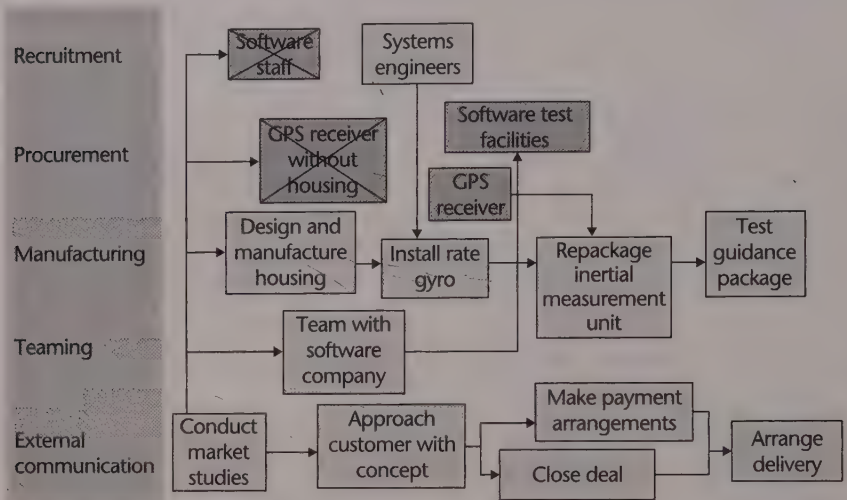 Recruitment
Software
staff
Systems
engineers
Procurement
GPS receiver
without
housing
Software test
facilities
GPS
receiver
Manufacturing
Design and
manufacture
housing
Install rate
gyro
Repackage
inertial
measurement
unit
Test
guidance
package
Teaming
Team with
software
company
External
communication
Conduct
market
studies
Approach
customer with
concept
Make payment
arrangements
Close deal
Arrange
delivery